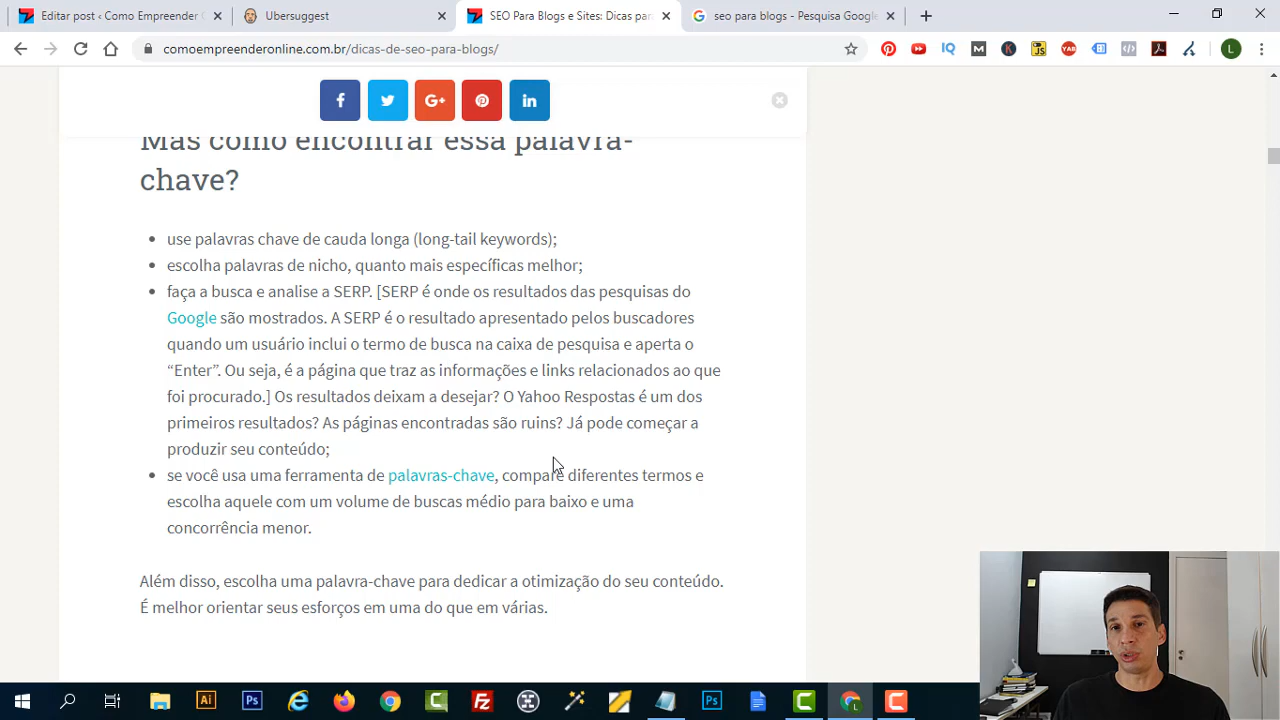 Editar post ‹ Como Empreender
Ubersuggest
SEO Para Blogs e Sites: Dicas par
seo para blogs - Pesquisa Google
comoempreenderonline.com.br/dicas-de-seo-para-blogs/
Mas como encontrar essa palavra-
chave?
use palavras chave de cauda longa (long-tail keywords);
escolha palavras de nicho, quanto mais específicas melhor;
faça a busca e analise a SERP. [SERP é onde os resultados das pesquisas do
Google são mostrados. A SERP é o resultado apresentado pelos buscadores
quando um usuário inclui o termo de busca na caixa de pesquisa e aperta o
“Enter”. Ou seja, é a página que traz as informações e links relacionados ao que
foi procurado.] Os resultados deixam a desejar? O Yahoo Respostas é um dos
primeiros resultados? As páginas encontradas são ruins? Já pode começar a
produzir seu conteúdo;
se você usa uma ferramenta de palavras-chave, compare diferentes termos e
escolha aquele com um volume de buscas médio para baixo e uma
concorrência menor.
Além disso, escolha uma palavra-chave para dedicar a otimização do seu conteúdo.
É melhor orientar seus esforços em uma do que em várias.